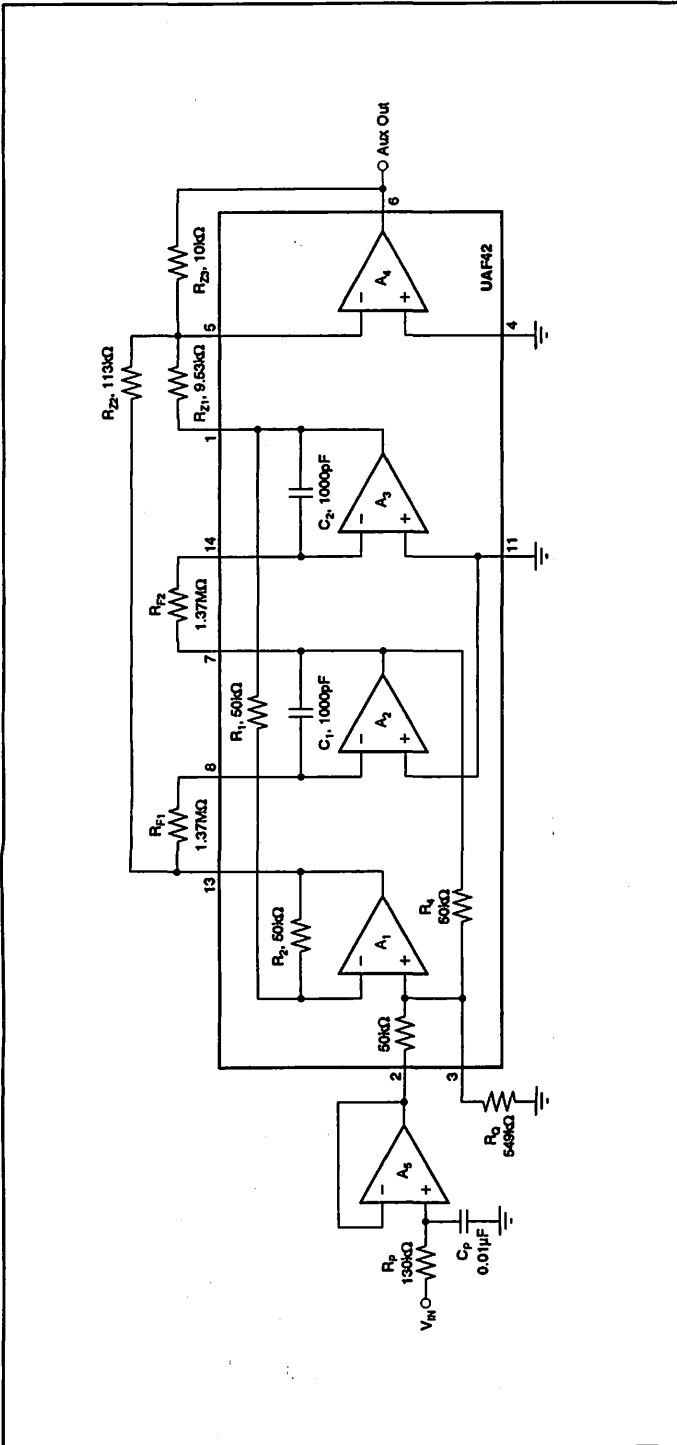 R_Z2, 113kΩ
R_F1
1.37MΩ
R_F2
1.37MΩ
R_Z1, 9.53kΩ
R_Z3, 10kΩ
13
8
7
14
1
5
R_2, 50kΩ
R_1, 50kΩ
C_1, 1000pF
C_2, 1000pF
6
Aux Out
V_IN
R_P
130kΩ
C_P
0.01µF
A_5
2
3
50kΩ
A_1
A_2
A_3
A_4
R_4
50kΩ
R_Q
549kΩ
11
4
UAF42
− + − + − + − + − +